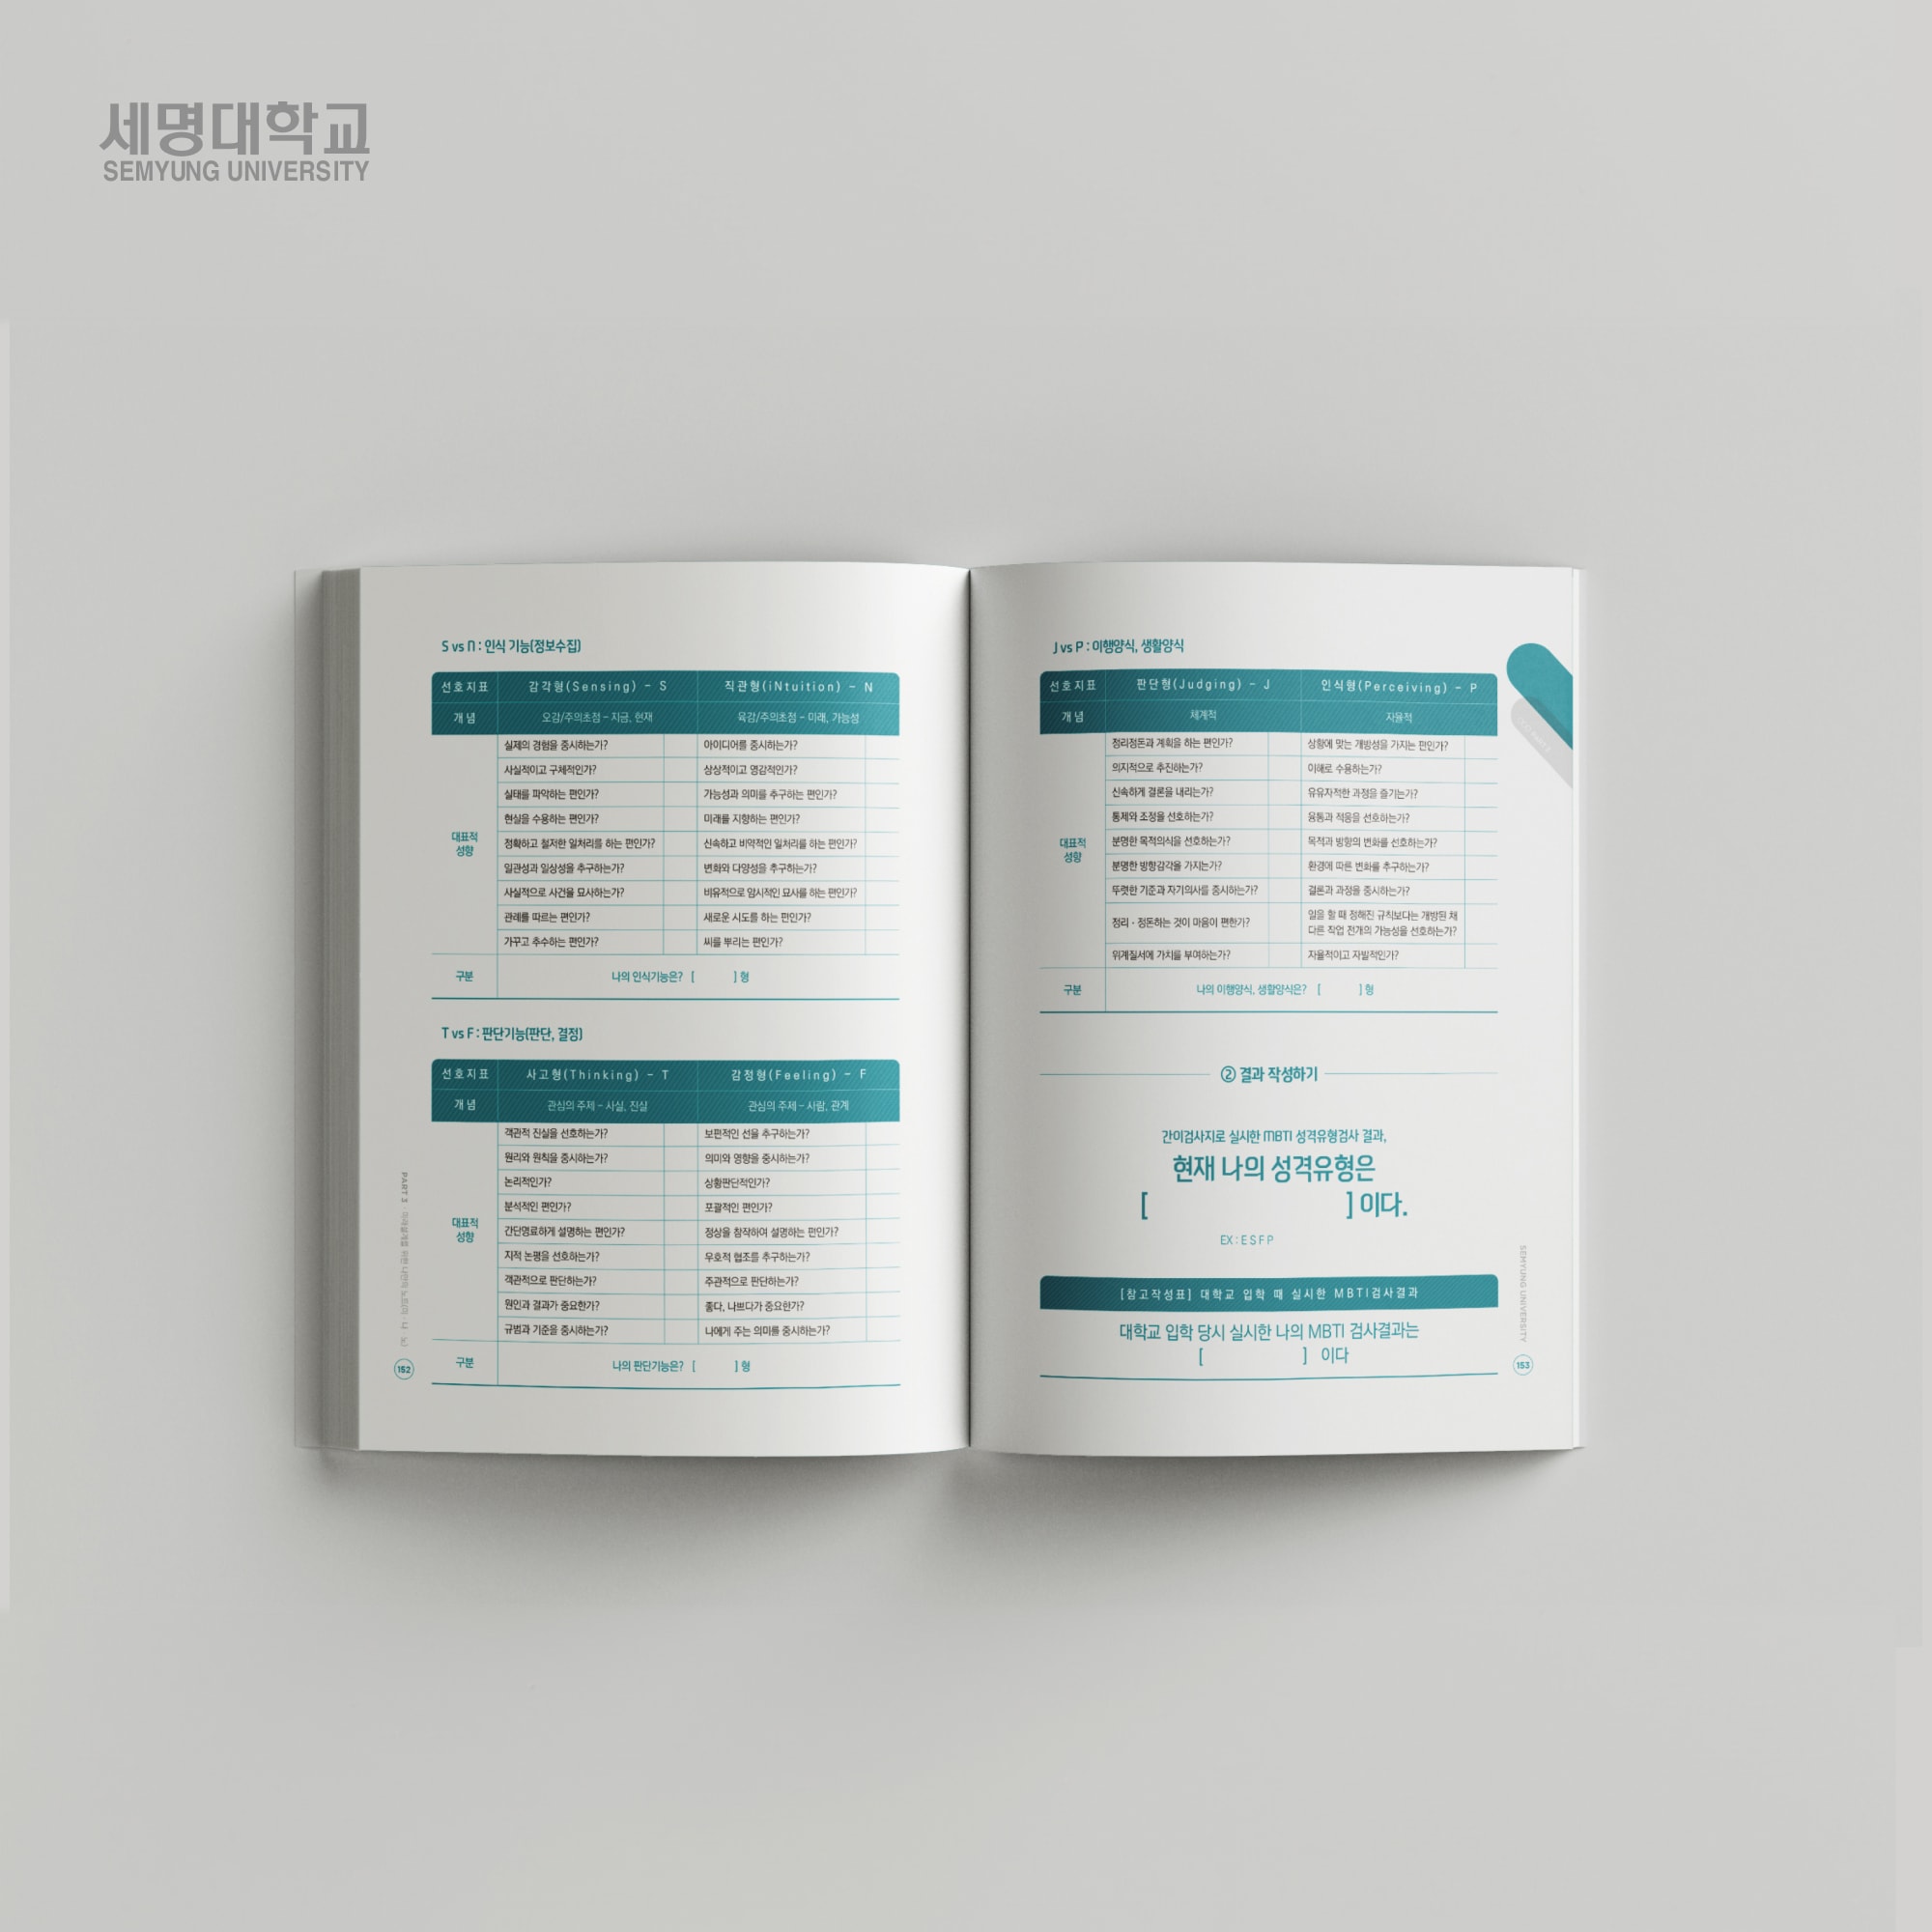 세명대학교
SEMYUNG UNIVERSITY
S vs N : 인식 기능(정보수집)
선호지표 감각형(Sensing) - S 직관형(iNtuition) - N
개념 오감/주의초점 - 지금, 현재 육감/주의초점 - 미래, 가능성
대표적
성향
실제의 경험을 중시하는가? 아이디어를 중시하는가?
사실적이고 구체적인가? 상상적이고 영감적인가?
실태를 파악하는 편인가? 가능성과 의미를 추구하는 편인가?
현실을 수용하는 편인가? 미래를 지향하는 편인가?
정확하고 철저한 일처리를 하는 편인가? 신속하고 비약적인 일처리를 하는 편인가?
일관성과 일상성을 추구하는가? 변화와 다양성을 추구하는가?
사실적으로 사건을 묘사하는가? 비유적으로 암시적인 묘사를 하는 편인가?
관례를 따르는 편인가? 새로운 시도를 하는 편인가?
가꾸고 추수하는 편인가? 씨를 뿌리는 편인가?
구분 나의 인식기능은? [ ] 형
T vs F : 판단기능(판단, 결정)
선호지표 사고형(Thinking) - T 감정형(Feeling) - F
개념 관심의 주제 - 사실, 진실 관심의 주제 - 사람, 관계
대표적
성향
객관적 진실을 선호하는가? 보편적인 선을 추구하는가?
원리와 원칙을 중시하는가? 의미와 영향을 중시하는가?
논리적인가? 상황판단적인가?
분석적인 편인가? 포괄적인 편인가?
간단명료하게 설명하는 편인가? 정상을 참작하여 설명하는 편인가?
지적 논평을 선호하는가? 우호적 협조를 추구하는가?
객관적으로 판단하는가? 주관적으로 판단하는가?
원인과 결과가 중요한가? 좋다, 나쁘다가 중요한가?
규범과 기준을 중시하는가? 나에게 주는 의미를 중시하는가?
구분 나의 판단기능은? [ ] 형
PART 3
152
J vs P : 이행양식, 생활양식
선호지표 판단형(Judging) - J 인식형(Perceiving) - P
개념 체계적 자율적
대표적
성향
정리정돈과 계획을 하는 편인가? 상황에 맞는 개방성을 가지는 편인가?
의지적으로 추진하는가? 이해로 수용하는가?
신속하게 결론을 내리는가? 유유자적한 과정을 즐기는가?
통제와 조정을 선호하는가? 융통과 적응을 선호하는가?
분명한 목적의식을 선호하는가? 목적과 방향의 변화를 선호하는가?
분명한 방향감각을 가지는가? 환경에 따른 변화를 추구하는가?
뚜렷한 기준과 자기의사를 중시하는가? 결론과 과정을 중시하는가?
정리 · 정돈하는 것이 마음이 편한가? 일을 할 때 정해진 규칙보다는 개방된 채
다른 작업 전개의 가능성을 선호하는가?
위계질서에 가치를 부여하는가? 자율적이고 자발적인가?
구분 나의 이행양식, 생활양식은? [ ] 형
② 결과 작성하기
간이검사지로 실시한 MBTI 성격유형검사 결과,
현재 나의 성격유형은
[ ] 이다.
EX : E S F P
[참고작성표] 대학교 입학 때 실시한 MBTI검사결과
대학교 입학 당시 실시한 나의 MBTI 검사결과는
[ ] 이다
SEMYUNG UNIVERSITY
153